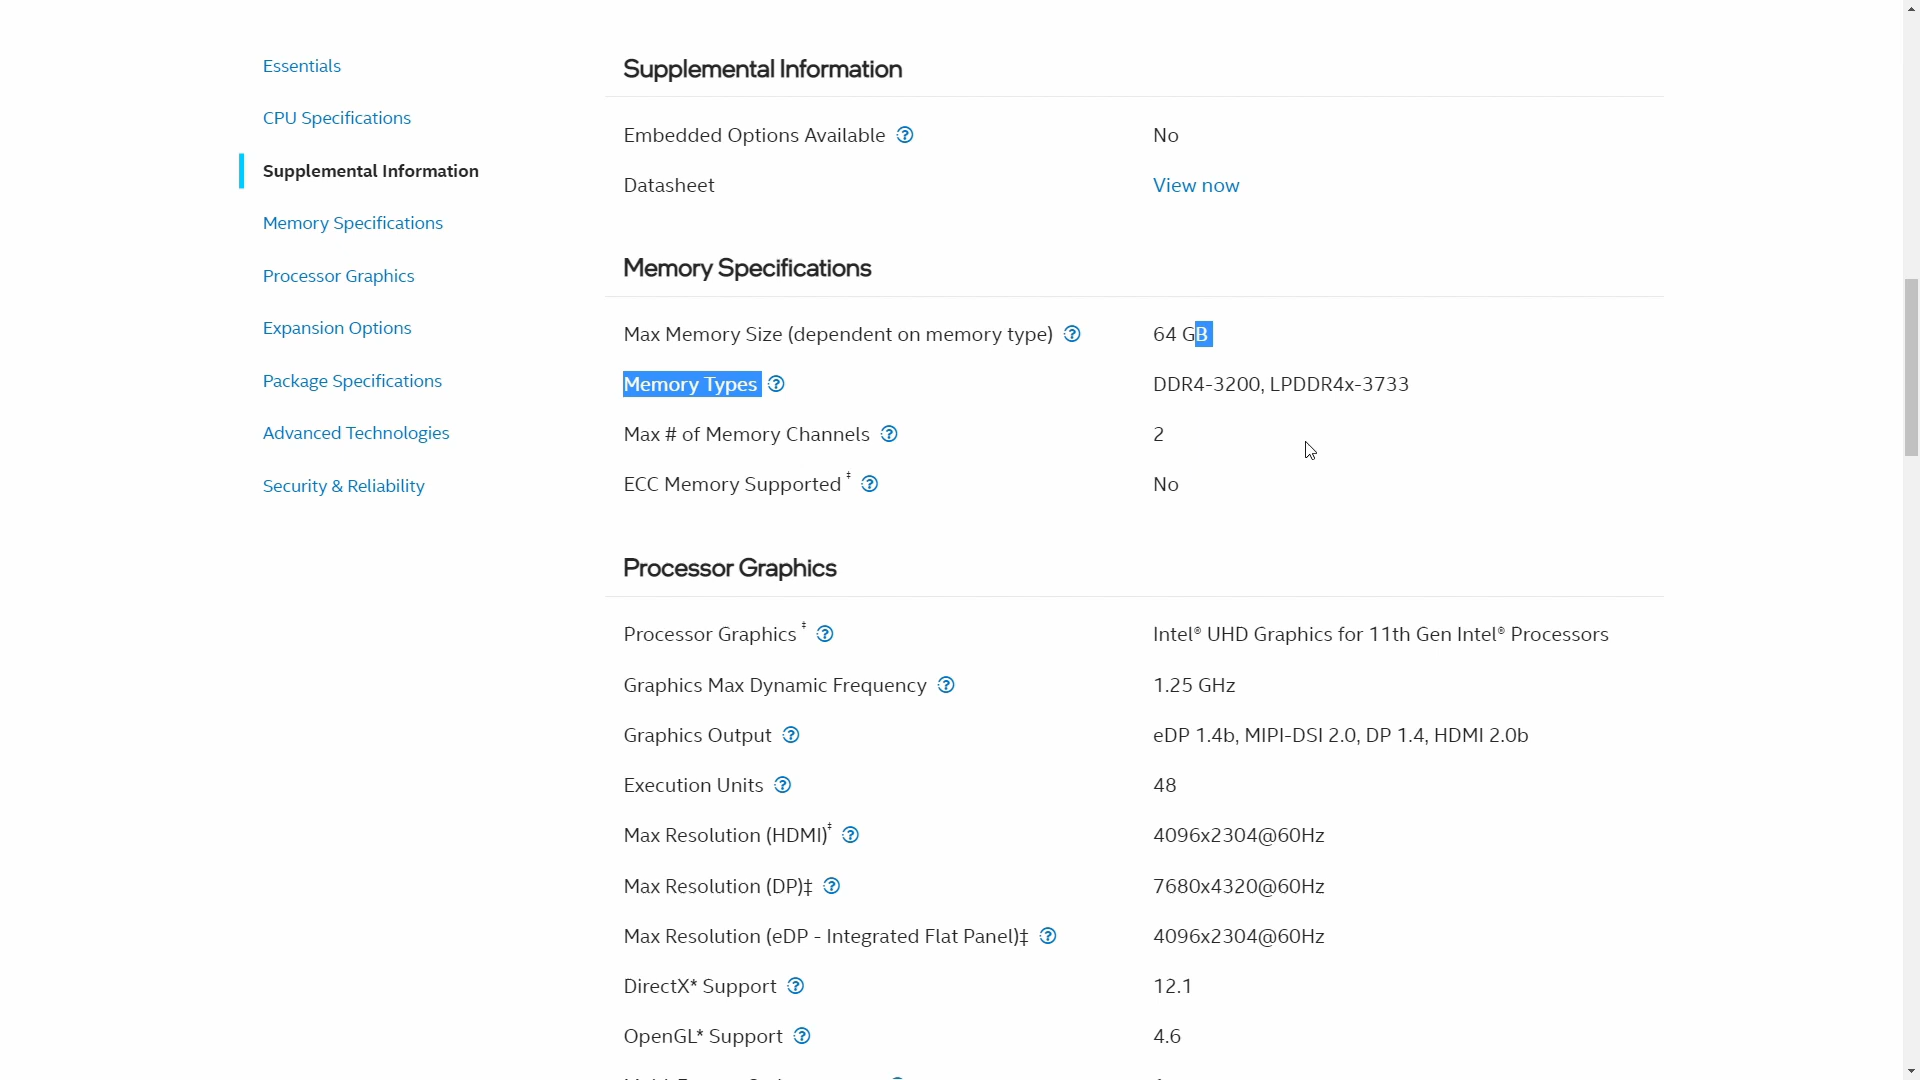 Essentials
CPU Specifications
Supplemental Information
Memory Specifications
Processor Graphics
Expansion Options
Package Specifications
Advanced Technologies
Security & Reliability
Supplemental Information
Embedded Options Available ? No
Datasheet View now
Memory Specifications
Max Memory Size (dependent on memory type) ? 64 GB
Memory Types ? DDR4-3200, LPDDR4x-3733
Max # of Memory Channels ? 2
ECC Memory Supported ‡ ? No
Processor Graphics
Processor Graphics ‡ ? Intel® UHD Graphics for 11th Gen Intel® Processors
Graphics Max Dynamic Frequency ? 1.25 GHz
Graphics Output ? eDP 1.4b, MIPI-DSI 2.0, DP 1.4, HDMI 2.0b
Execution Units ? 48
Max Resolution (HDMI)‡ ? 4096x2304@60Hz
Max Resolution (DP)‡ ? 7680x4320@60Hz
Max Resolution (eDP - Integrated Flat Panel)‡ ? 4096x2304@60Hz
DirectX* Support ? 12.1
OpenGL* Support ? 4.6